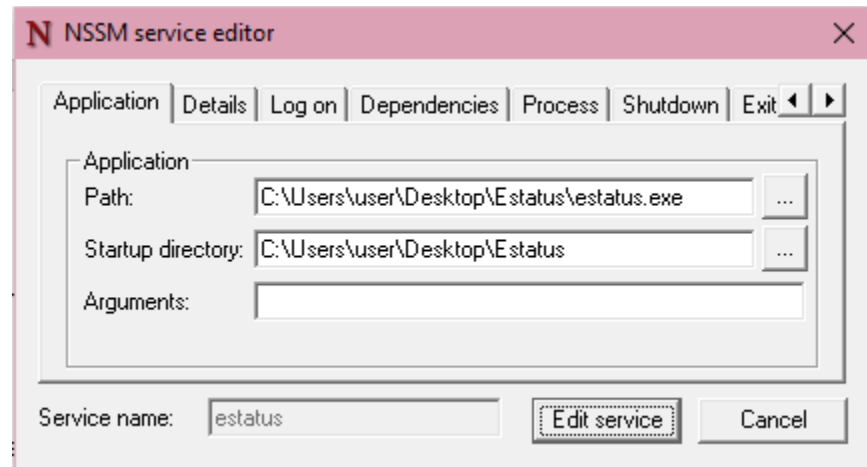 N NSSM service editor
Application Details Log on Dependencies Process Shutdown Exit
Application
Path: C:\Users\user\Desktop\Estatus\estatus.exe ...
Startup directory: C:\Users\user\Desktop\Estatus ...
Arguments:
Service name: estatus Edit service Cancel